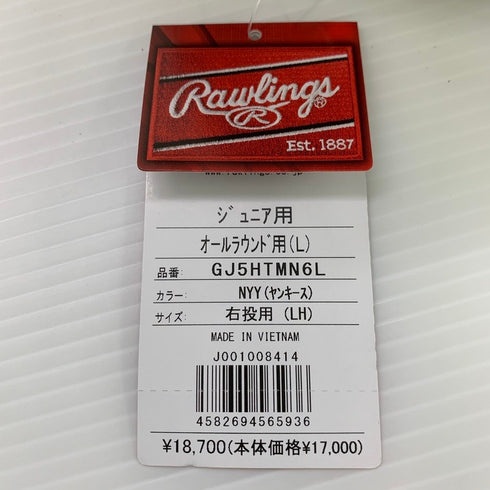 Rawlings®
R
Est. 1887
ジュニア用
オールラウンド用(L)
品番: GJ5HTMN6L
カラー: NYY(ヤンキース)
サイズ: 右投用 (LH)
MADE IN VIETNAM
J001008414
4582694565936
¥18,700(本体価格¥17,000)